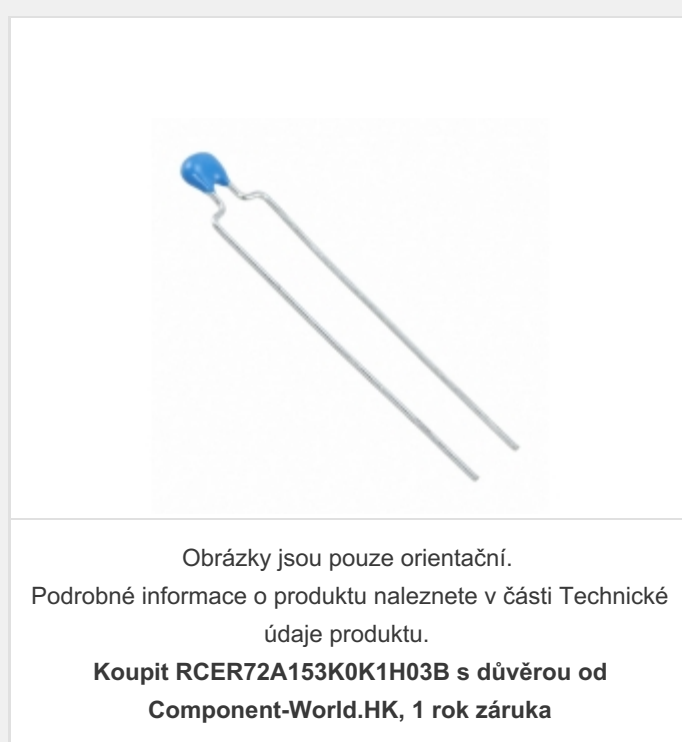 Obrázky jsou pouze orientační.
Podrobné informace o produktu naleznete v části Technické
údaje produktu.
Koupit RCER72A153K0K1H03B s důvěrou od
Component-World.HK, 1 rok záruka